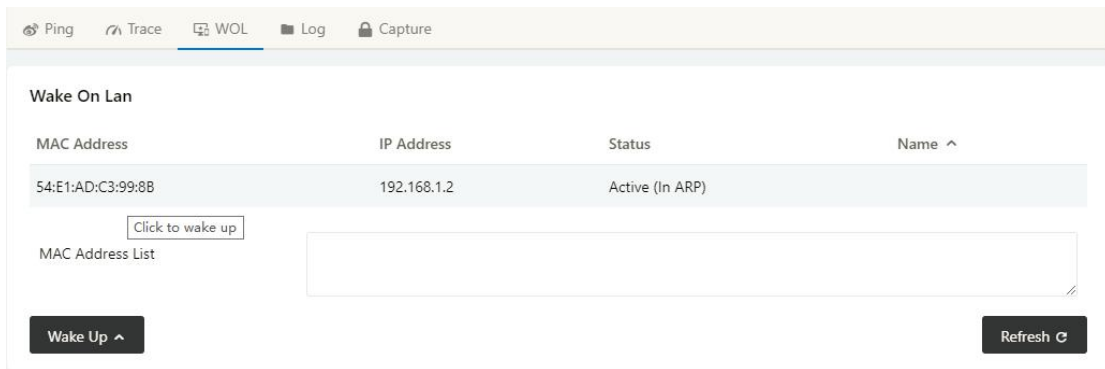 Ping Trace WOL Log Capture
Wake On Lan
MAC Address IP Address Status Name
54:E1:AD:C3:99:8B 192.168.1.2 Active (In ARP)
Click to wake up
MAC Address List
Wake Up Refresh